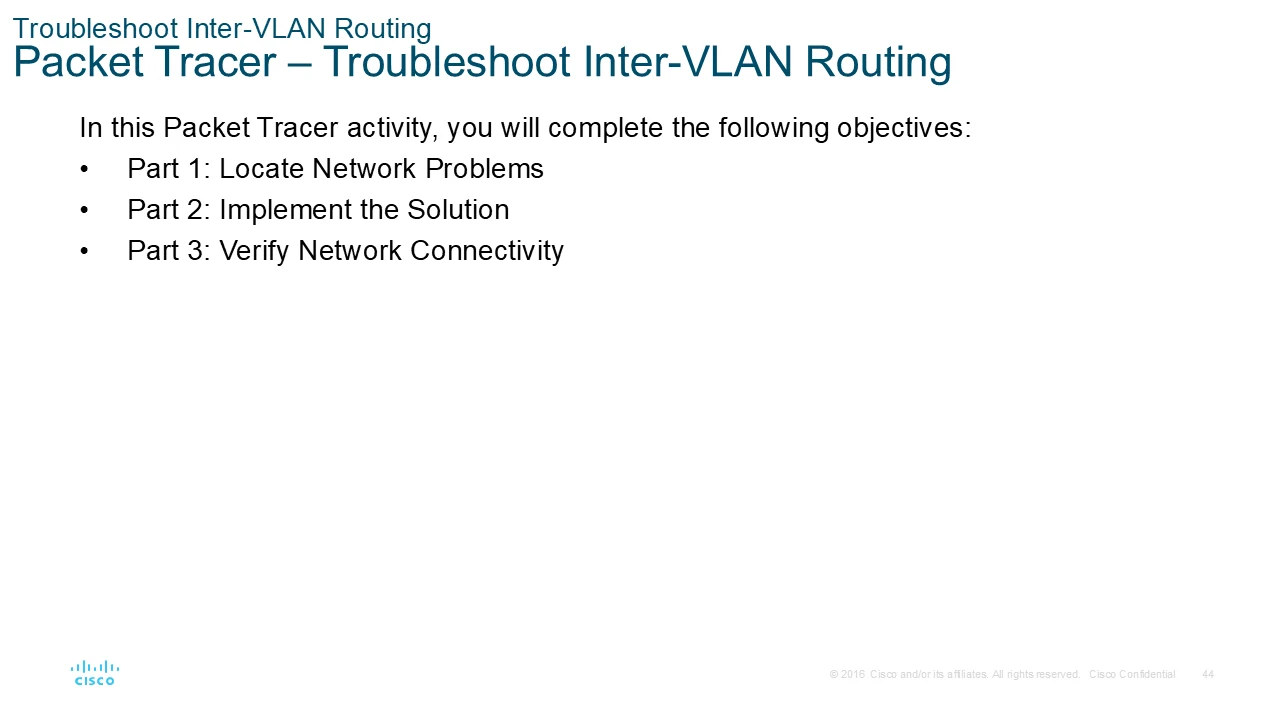 Troubleshoot Inter-VLAN Routing
Packet Tracer – Troubleshoot Inter-VLAN Routing
In this Packet Tracer activity, you will complete the following objectives:
• Part 1: Locate Network Problems
• Part 2: Implement the Solution
• Part 3: Verify Network Connectivity
CISCO
© 2016 Cisco and/or its affiliates. All rights reserved. Cisco Confidential 44